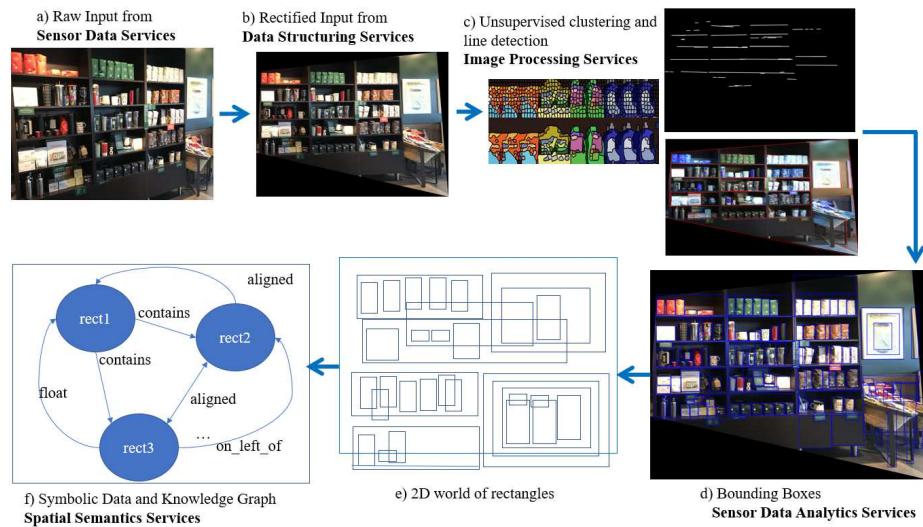 a) Raw Input from
Sensor Data Services
b) Rectified Input from
Data Structuring Services
c) Unsupervised clustering and
line detection
Image Processing Services
aligned
rect1
contains
rect2
contains
float
aligned
rect3
...
on_left_of
f) Symbolic Data and Knowledge Graph
Spatial Semantics Services
e) 2D world of rectangles
d) Bounding Boxes
Sensor Data Analytics Services